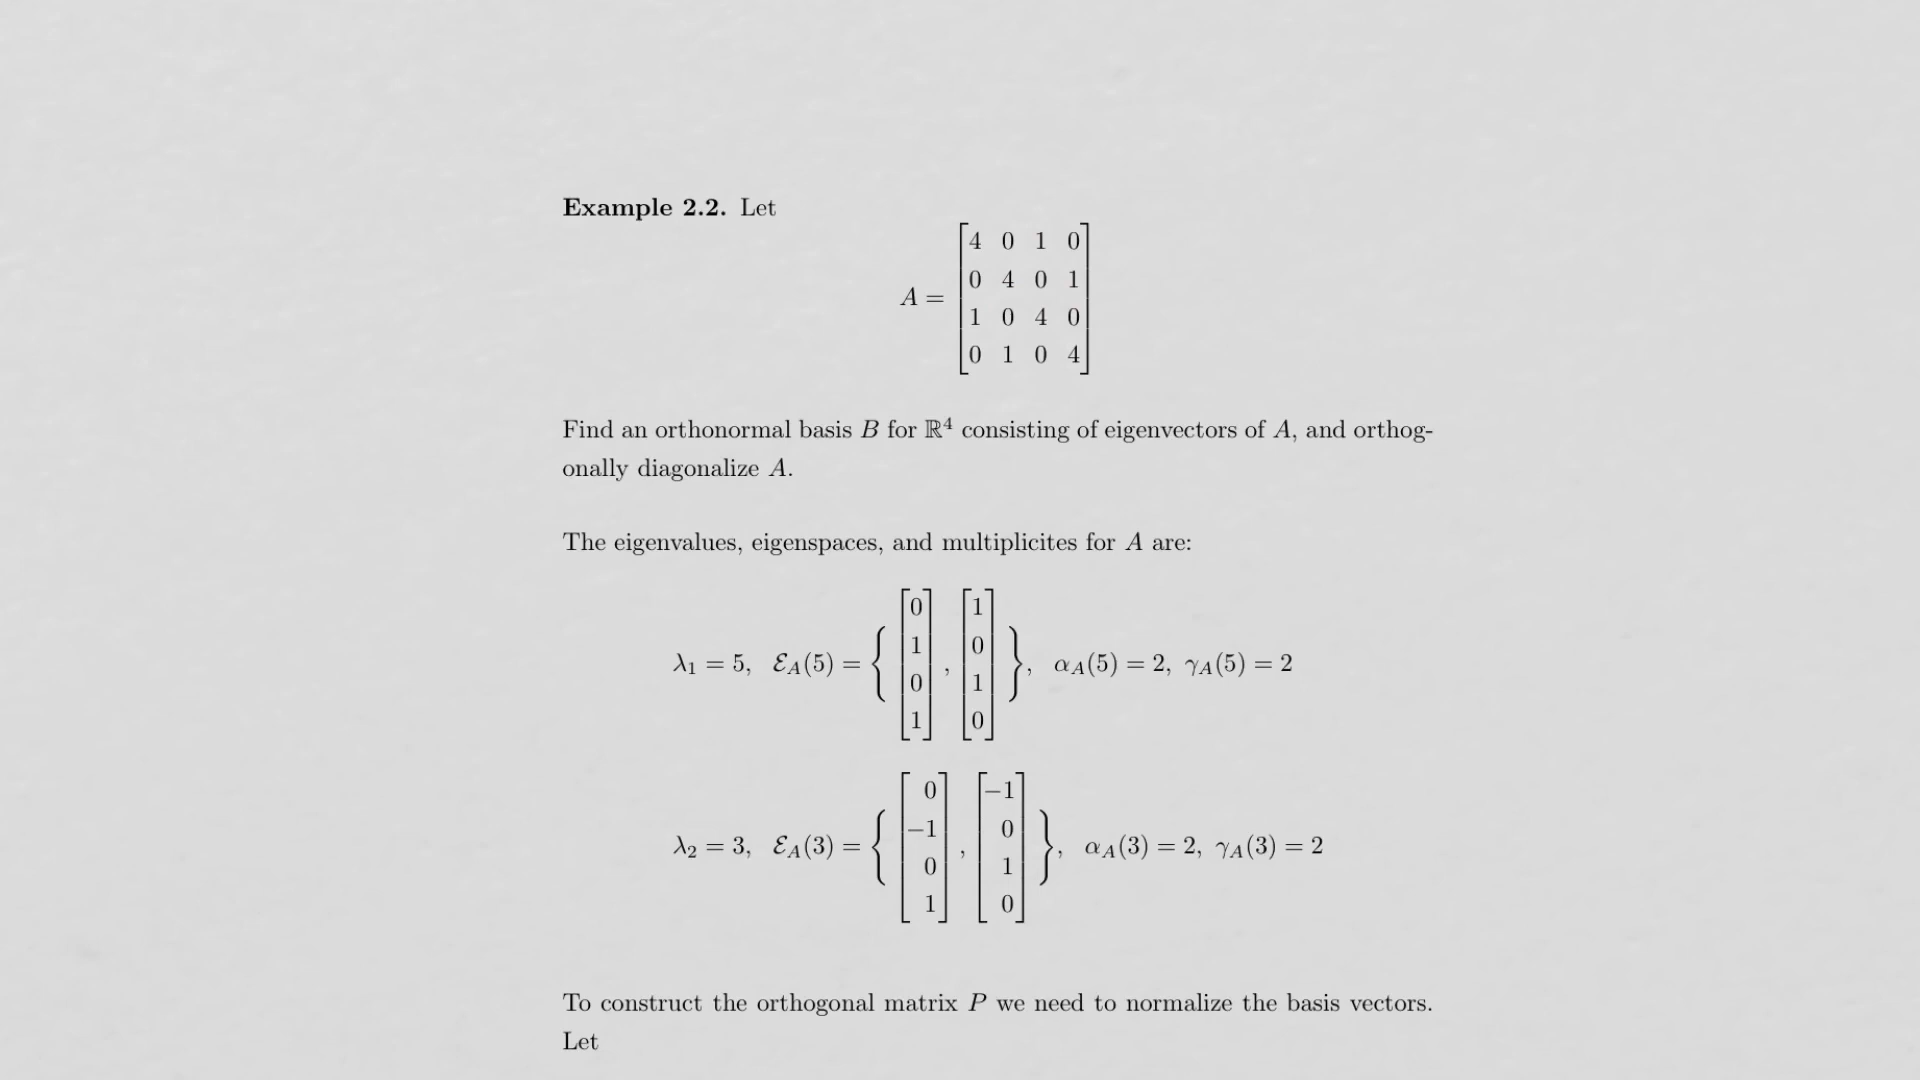 Example 2.2. Let
A = [4 0 1 0
0 4 0 1
1 0 4 0
0 1 0 4]
Find an orthonormal basis B for ℝ⁴ consisting of eigenvectors of A, and orthog-
onally diagonalize A.
The eigenvalues, eigenspaces, and multiplicites for A are:
λ₁ = 5, ℰ_A(5) = { [0 1 0 1], [1 0 1 0] }, α_A(5) = 2, γ_A(5) = 2
λ₂ = 3, ℰ_A(3) = { [0 −1 0 1], [−1 0 1 0] }, α_A(3) = 2, γ_A(3) = 2
To construct the orthogonal matrix P we need to normalize the basis vectors.
Let